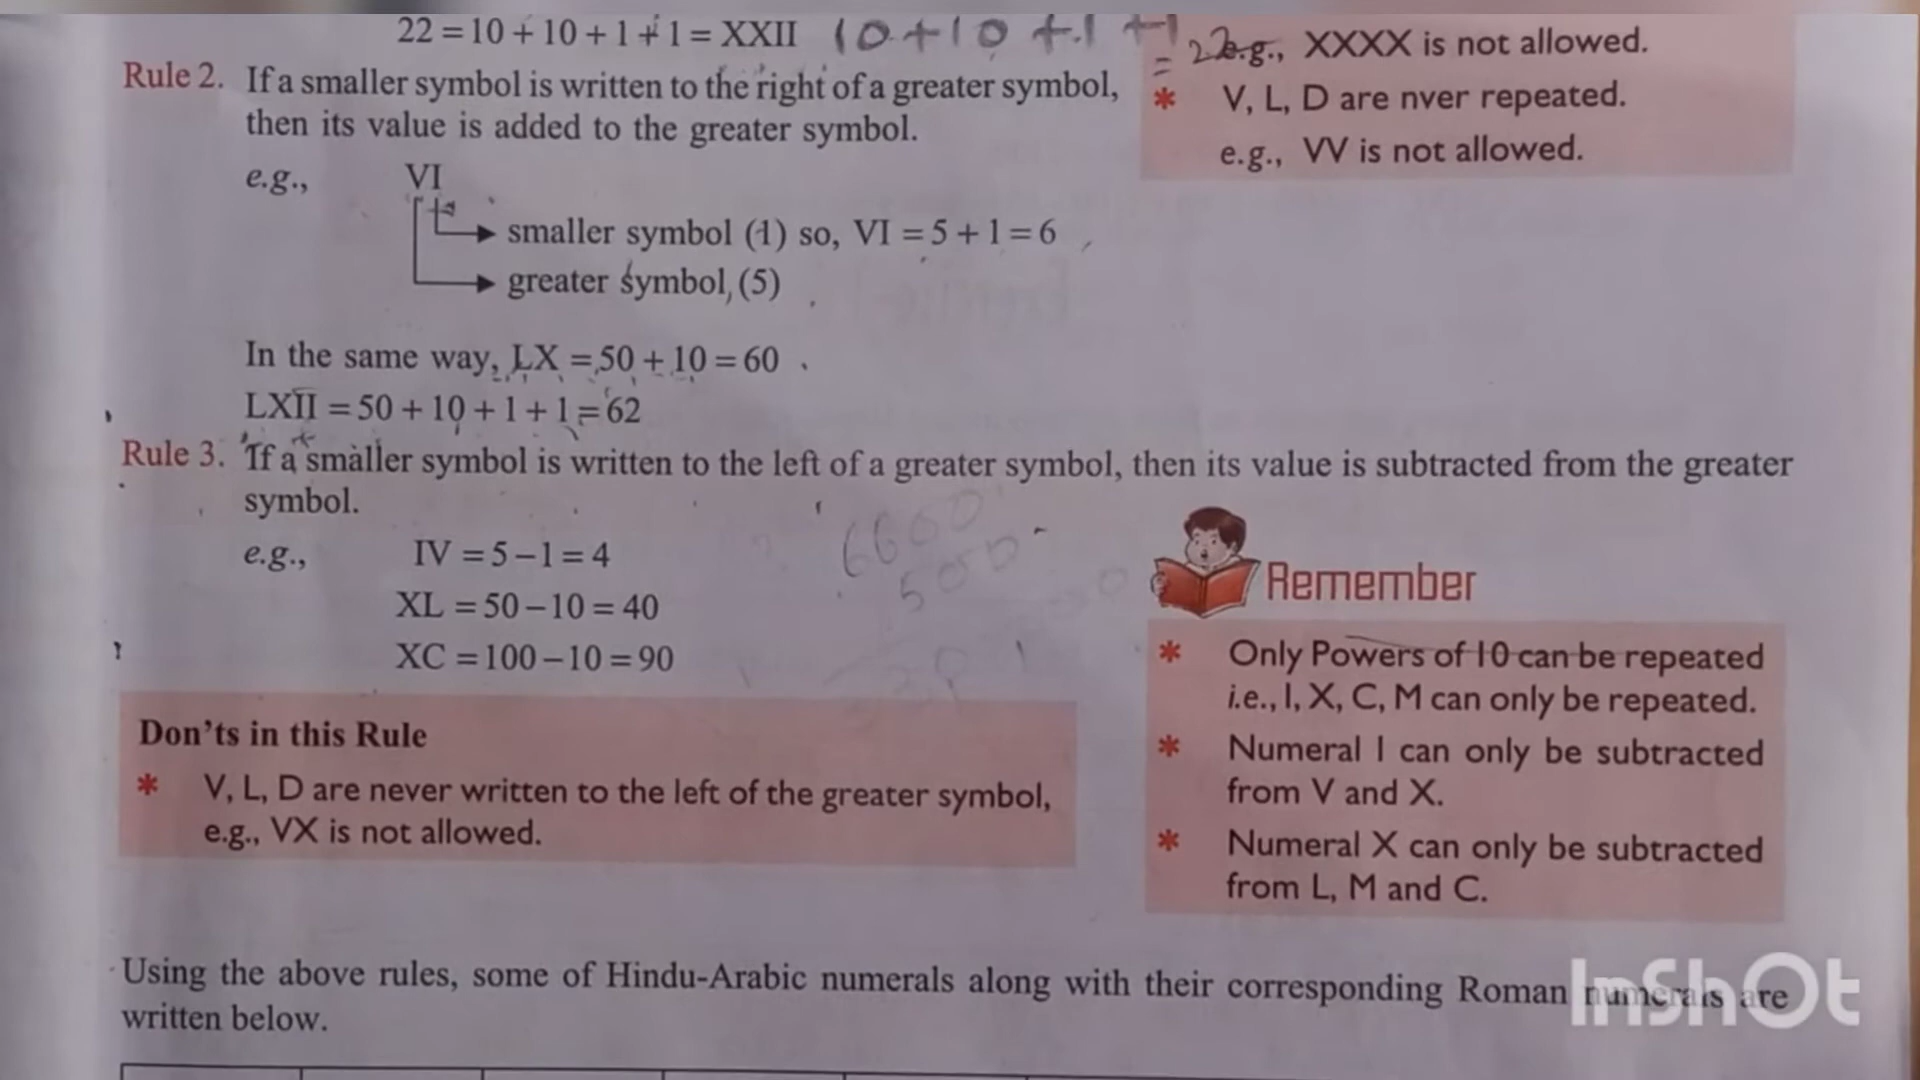 22 = 10 + 10 + 1 + 1 = XXII 10 + 10 + 1 + 1
= 22
e.g., XXXX is not allowed.
Rule 2. If a smaller symbol is written to the right of a greater symbol,
then its value is added to the greater symbol.
* V, L, D are nver repeated.
e.g., VV is not allowed.
e.g., VI
smaller symbol (1) so, VI = 5 + 1 = 6
greater symbol, (5)
In the same way, LX = 50 + 10 = 60
LXII = 50 + 10 + 1 + 1 = 62
Rule 3. If a smaller symbol is written to the left of a greater symbol, then its value is subtracted from the greater
symbol.
e.g., IV = 5 – 1 = 4
XL = 50 – 10 = 40
XC = 100 – 10 = 90
6600
500
Don'ts in this Rule
* V, L, D are never written to the left of the greater symbol,
e.g., VX is not allowed.
Remember
* Only Powers of 10 can be repeated
i.e., I, X, C, M can only be repeated.
* Numeral I can only be subtracted
from V and X.
* Numeral X can only be subtracted
from L, M and C.
Using the above rules, some of Hindu-Arabic numerals along with their corresponding Roman numerals are
written below.
InShOt